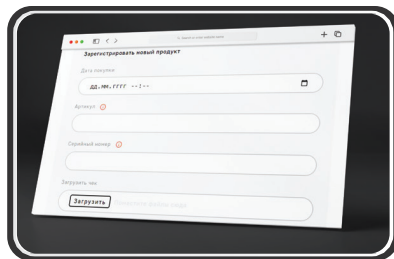 Зарегистрировать новый продукт
Дата покупки
ДД.ММ.ГГГГ --:--
Артикул
Серийный номер
Загрузить чек
Загрузить